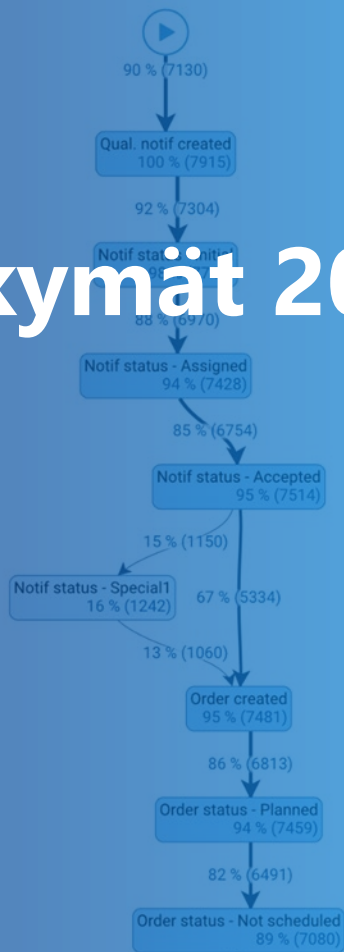 90 % (7130)
Qual. notif created
100 % (7915)
92 % (7304)
Notif status
kymät 20
88 % (6970)
Notif status - Assigned
94 % (7428)
85 % (6754)
Notif status - Accepted
95 % (7514)
15 % (1150)
Notif status - Special1
16 % (1242)
67 % (5334)
13 % (1060)
Order created
95 % (7481)
86 % (6813)
Order status - Planned
94 % (7459)
82 % (6491)
Order status - Not scheduled
89 % (7080)